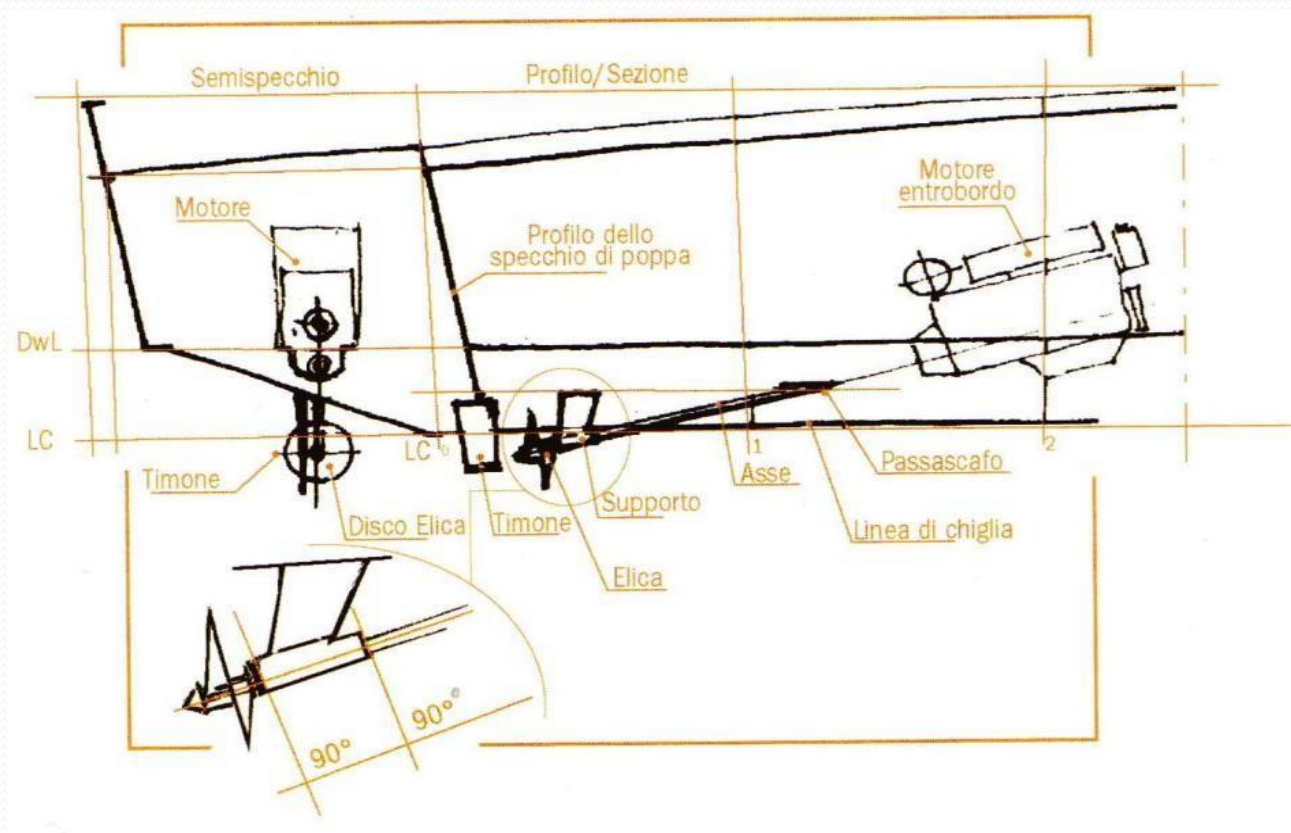 Semispecchio
Profilo/Sezione
Motore
entrobordo
Motore
Profilo dello
specchio di poppa
DwL
LC
LC
0
1
2
Timone
Disco Elica
Timone
Supporto
Asse
Passascafo
Linea di chiglia
Elica
90°
90°